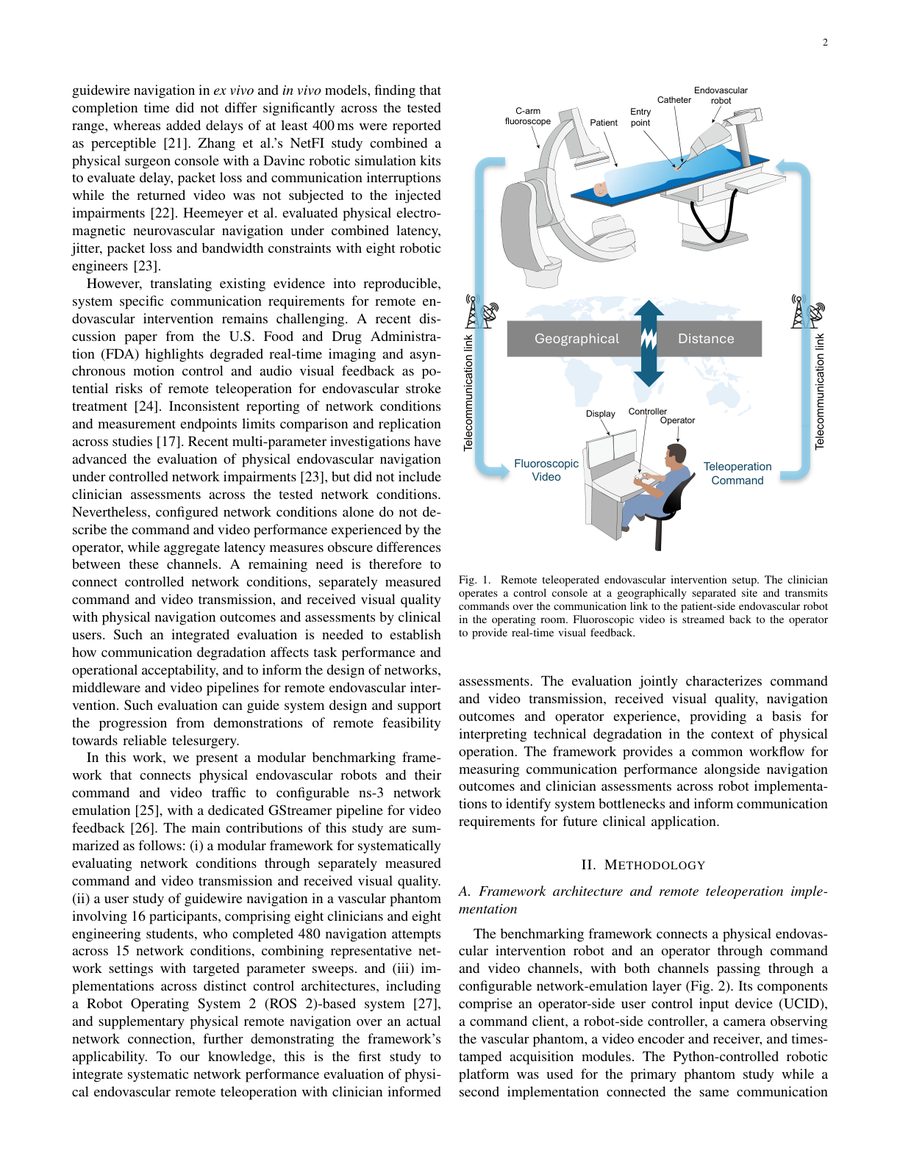 2
guidewire navigation in ex vivo and in vivo models, finding that
completion time did not differ significantly across the tested
range, whereas added delays of at least 400 ms were reported
as perceptible [21]. Zhang et al.'s NetFI study combined a
physical surgeon console with a Davinc robotic simulation kits
to evaluate delay, packet loss and communication interruptions
while the returned video was not subjected to the injected
impairments [22]. Heemeyer et al. evaluated physical electro-
magnetic neurovascular navigation under combined latency,
jitter, packet loss and bandwidth constraints with eight robotic
engineers [23].
However, translating existing evidence into reproducible,
system specific communication requirements for remote en-
dovascular intervention remains challenging. A recent dis-
cussion paper from the U.S. Food and Drug Administra-
tion (FDA) highlights degraded real-time imaging and asyn-
chronous motion control and audio visual feedback as po-
tential risks of remote teleoperation for endovascular stroke
treatment [24]. Inconsistent reporting of network conditions
and measurement endpoints limits comparison and replication
across studies [17]. Recent multi-parameter investigations have
advanced the evaluation of physical endovascular navigation
under controlled network impairments [23], but did not include
clinician assessments across the tested network conditions.
Nevertheless, configured network conditions alone do not de-
scribe the command and video performance experienced by the
operator, while aggregate latency measures obscure differences
between these channels. A remaining need is therefore to
connect controlled network conditions, separately measured
command and video transmission, and received visual quality
with physical navigation outcomes and assessments by clinical
users. Such an integrated evaluation is needed to establish
how communication degradation affects task performance and
operational acceptability, and to inform the design of networks,
middleware and video pipelines for remote endovascular inter-
vention. Such evaluation can guide system design and support
the progression from demonstrations of remote feasibility
towards reliable telesurgery.
In this work, we present a modular benchmarking frame-
work that connects physical endovascular robots and their
command and video traffic to configurable ns-3 network
emulation [25], with a dedicated GStreamer pipeline for video
feedback [26]. The main contributions of this study are sum-
marized as follows: (i) a modular framework for systematically
evaluating network conditions through separately measured
command and video transmission and received visual quality.
(ii) a user study of guidewire navigation in a vascular phantom
involving 16 participants, comprising eight clinicians and eight
engineering students, who completed 480 navigation attempts
across 15 network conditions, combining representative net-
work settings with targeted parameter sweeps. and (iii) im-
plementations across distinct control architectures, including
a Robot Operating System 2 (ROS 2)-based system [27],
and supplementary physical remote navigation over an actual
network connection, further demonstrating the framework's
applicability. To our knowledge, this is the first study to
integrate systematic network performance evaluation of physi-
cal endovascular remote teleoperation with clinician informed
C-arm
fluoroscope
Patient
Entry
point
Catheter
Endovascular
robot
Telecommunication link
Geographical
Distance
Telecommunication link
Display
Controller
Operator
Fluoroscopic
Video
Teleoperation
Command
Fig. 1. Remote teleoperated endovascular intervention setup. The clinician
operates a control console at a geographically separated site and transmits
commands over the communication link to the patient-side endovascular robot
in the operating room. Fluoroscopic video is streamed back to the operator
to provide real-time visual feedback.
assessments. The evaluation jointly characterizes command
and video transmission, received visual quality, navigation
outcomes and operator experience, providing a basis for
interpreting technical degradation in the context of physical
operation. The framework provides a common workflow for
measuring communication performance alongside navigation
outcomes and clinician assessments across robot implementa-
tions to identify system bottlenecks and inform communication
requirements for future clinical application.
II. METHODOLOGY
A. Framework architecture and remote teleoperation imple-
mentation
The benchmarking framework connects a physical endovas-
cular intervention robot and an operator through command
and video channels, with both channels passing through a
configurable network-emulation layer (Fig. 2). Its components
comprise an operator-side user control input device (UCID),
a command client, a robot-side controller, a camera observing
the vascular phantom, a video encoder and receiver, and times-
tamped acquisition modules. The Python-controlled robotic
platform was used for the primary phantom study while a
second implementation connected the same communication